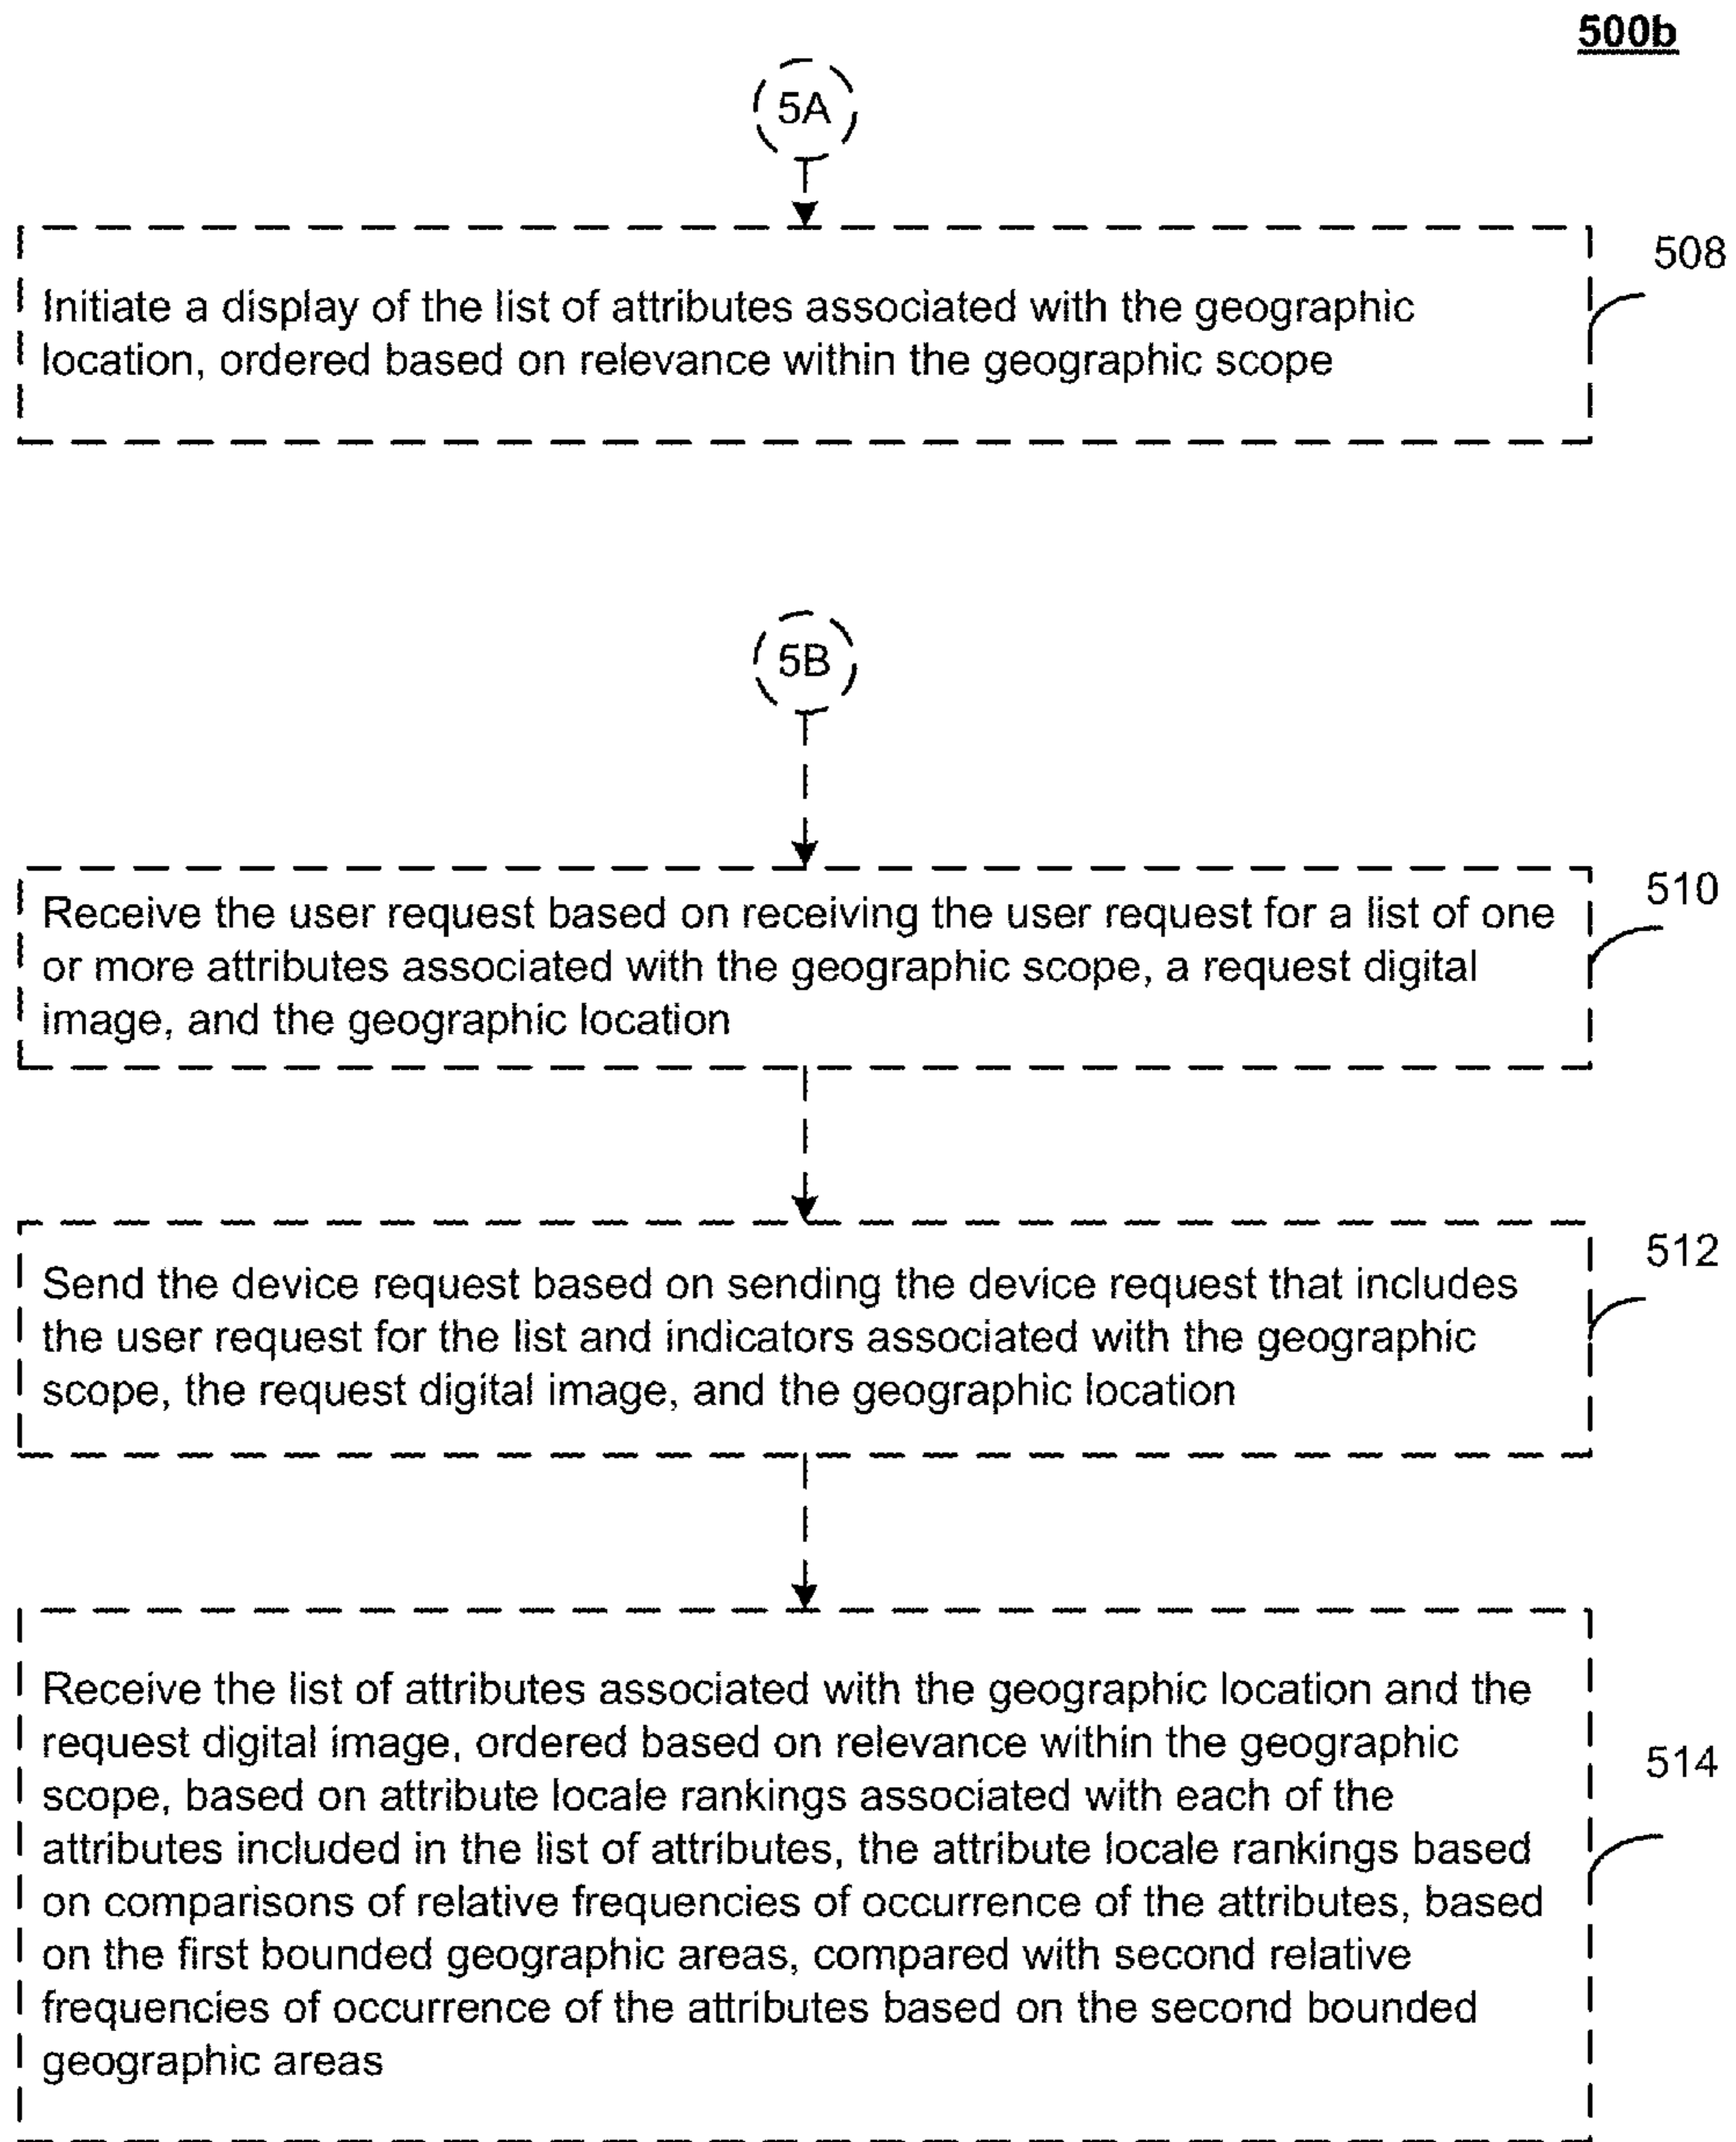 500b
5A
508
Initiate a display of the list of attributes associated with the geographic
location, ordered based on relevance within the geographic scope
5B
510
Receive the user request based on receiving the user request for a list of one
or more attributes associated with the geographic scope, a request digital
image, and the geographic location
512
Send the device request based on sending the device request that includes
the user request for the list and indicators associated with the geographic
scope, the request digital image, and the geographic location
Receive the list of attributes associated with the geographic location and the
request digital image, ordered based on relevance within the geographic
514
scope, based on attribute locale rankings associated with each of the
attributes included in the list of attributes, the attribute locale rankings based
on comparisons of relative frequencies of occurrence of the attributes, based
on the first bounded geographic areas, compared with second relative
frequencies of occurrence of the attributes based on the second bounded
geographic areas